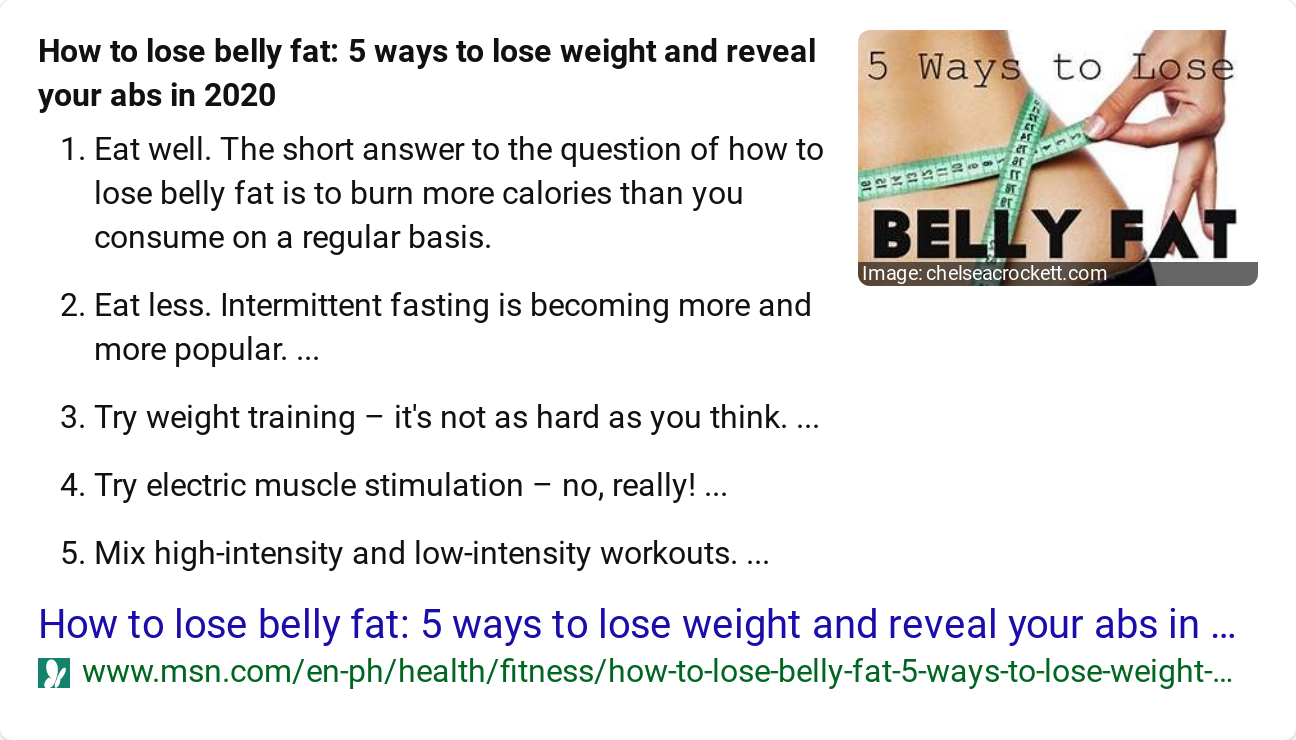 How to lose belly fat: 5 ways to lose weight and reveal
your abs in 2020
1. Eat well. The short answer to the question of how to
lose belly fat is to burn more calories than you
consume on a regular basis.
2. Eat less. Intermittent fasting is becoming more and
more popular. ...
3. Try weight training – it's not as hard as you think. ...
4. Try electric muscle stimulation – no, really! ...
5. Mix high-intensity and low-intensity workouts. ...
5 Ways to Lose
BELLY FAT
Image: chelseacrockett.com
How to lose belly fat: 5 ways to lose weight and reveal your abs in ...
www.msn.com/en-ph/health/fitness/how-to-lose-belly-fat-5-ways-to-lose-weight-...